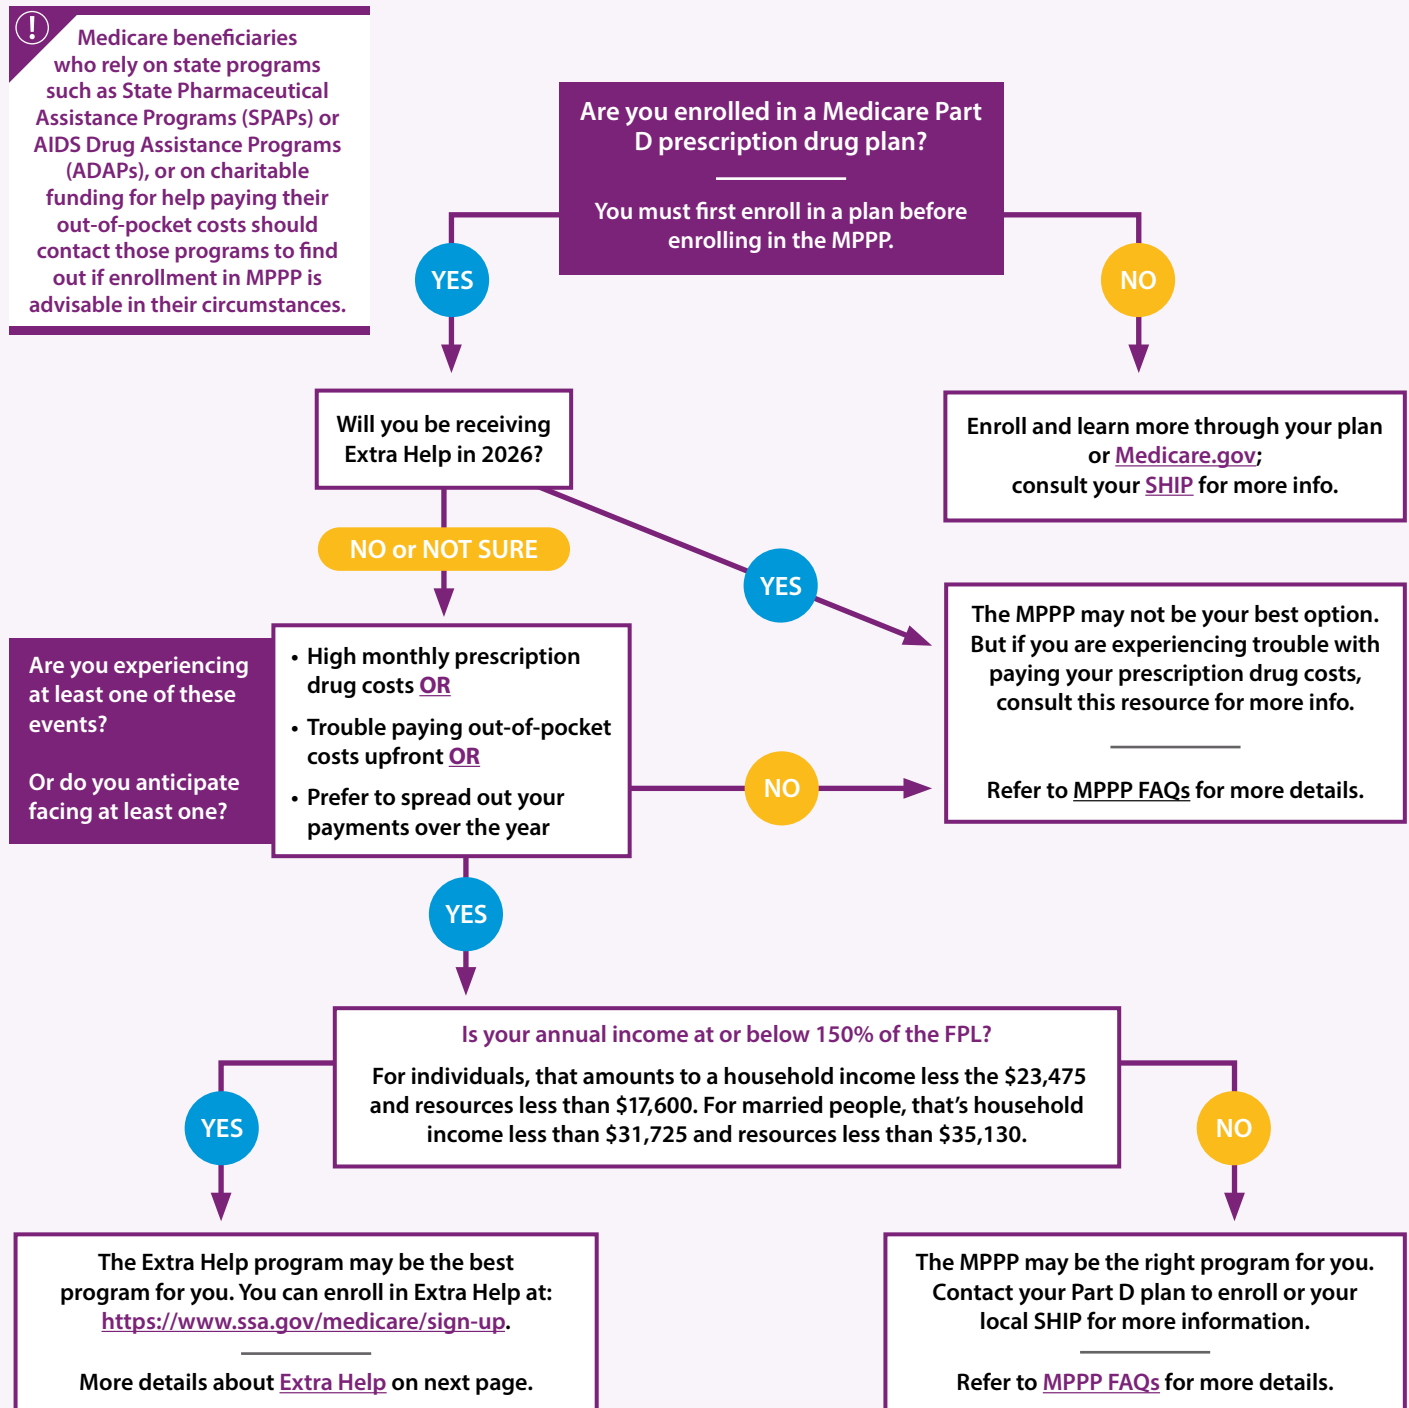 !
Medicare beneficiaries
who rely on state programs
such as State Pharmaceutical
Assistance Programs (SPAPs) or
AIDS Drug Assistance Programs
(ADAPs), or on charitable
funding for help paying their
out-of-pocket costs should
contact those programs to find
out if enrollment in MPPP is
advisable in their circumstances.
Are you enrolled in a Medicare Part
D prescription drug plan?
You must first enroll in a plan before
enrolling in the MPPP.
YES
NO
Will you be receiving
Extra Help in 2026?
Enroll and learn more through your plan
or Medicare.gov;
consult your SHIP for more info.
NO or NOT SURE
YES
The MPPP may not be your best option.
But if you are experiencing trouble with
paying your prescription drug costs,
consult this resource for more info.
Refer to MPPP FAQs for more details.
Are you experiencing
at least one of these
events?
Or do you anticipate
facing at least one?
• High monthly prescription
drug costs OR
• Trouble paying out-of-pocket
costs upfront OR
• Prefer to spread out your
payments over the year
NO
YES
Is your annual income at or below 150% of the FPL?
For individuals, that amounts to a household income less the $23,475
and resources less than $17,600. For married people, that’s household
income less than $31,725 and resources less than $35,130.
YES
NO
The Extra Help program may be the best
program for you. You can enroll in Extra Help at:
https://www.ssa.gov/medicare/sign-up.
More details about Extra Help on next page.
The MPPP may be the right program for you.
Contact your Part D plan to enroll or your
local SHIP for more information.
Refer to MPPP FAQs for more details.